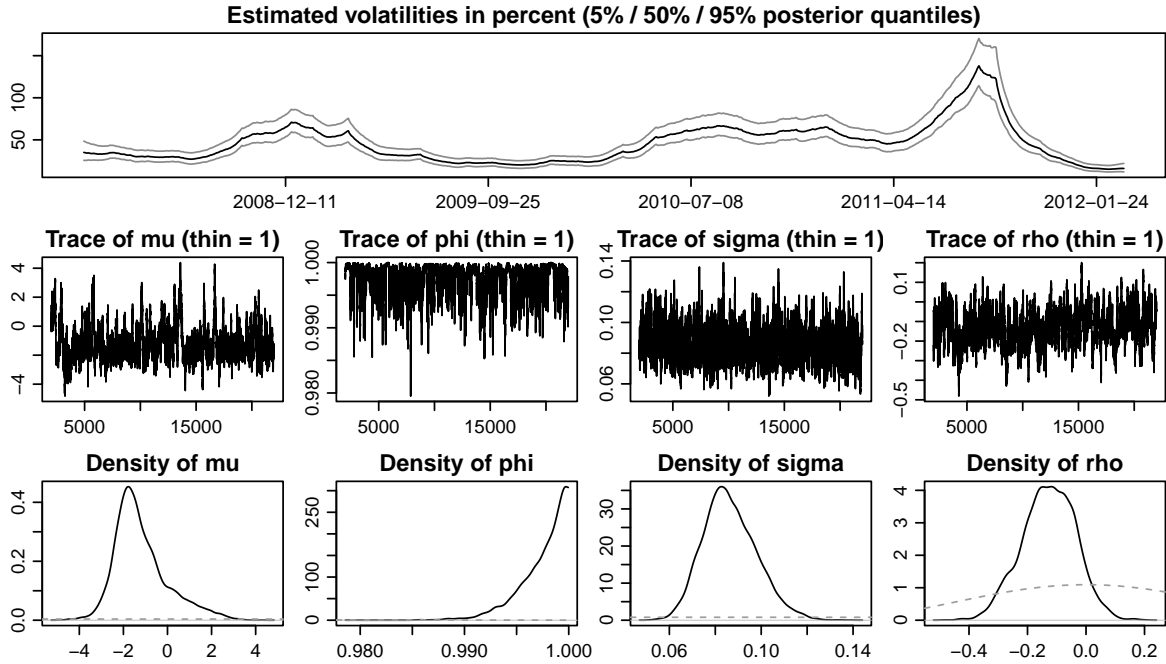 Estimated volatilities in percent (5% / 50% / 95% posterior quantiles)
50 100
2008−12−11 2009−09−25 2010−07−08 2011−04−14 2012−01−24
Trace of mu (thin = 1) Trace of phi (thin = 1) Trace of sigma (thin = 1) Trace of rho (thin = 1)
−4 0 2 4
0.980 0.990 1.000
0.06 0.10 0.14
−0.5 −0.2 0.1
5000 15000 5000 15000 5000 15000 5000 15000
Density of mu Density of phi Density of sigma Density of rho
0.0 0.2 0.4
0 100 250
0 10 20 30
0 1 2 3 4
−4 −2 0 2 4 0.980 0.990 1.000 0.06 0.10 0.14 −0.4 −0.2 0.0 0.2